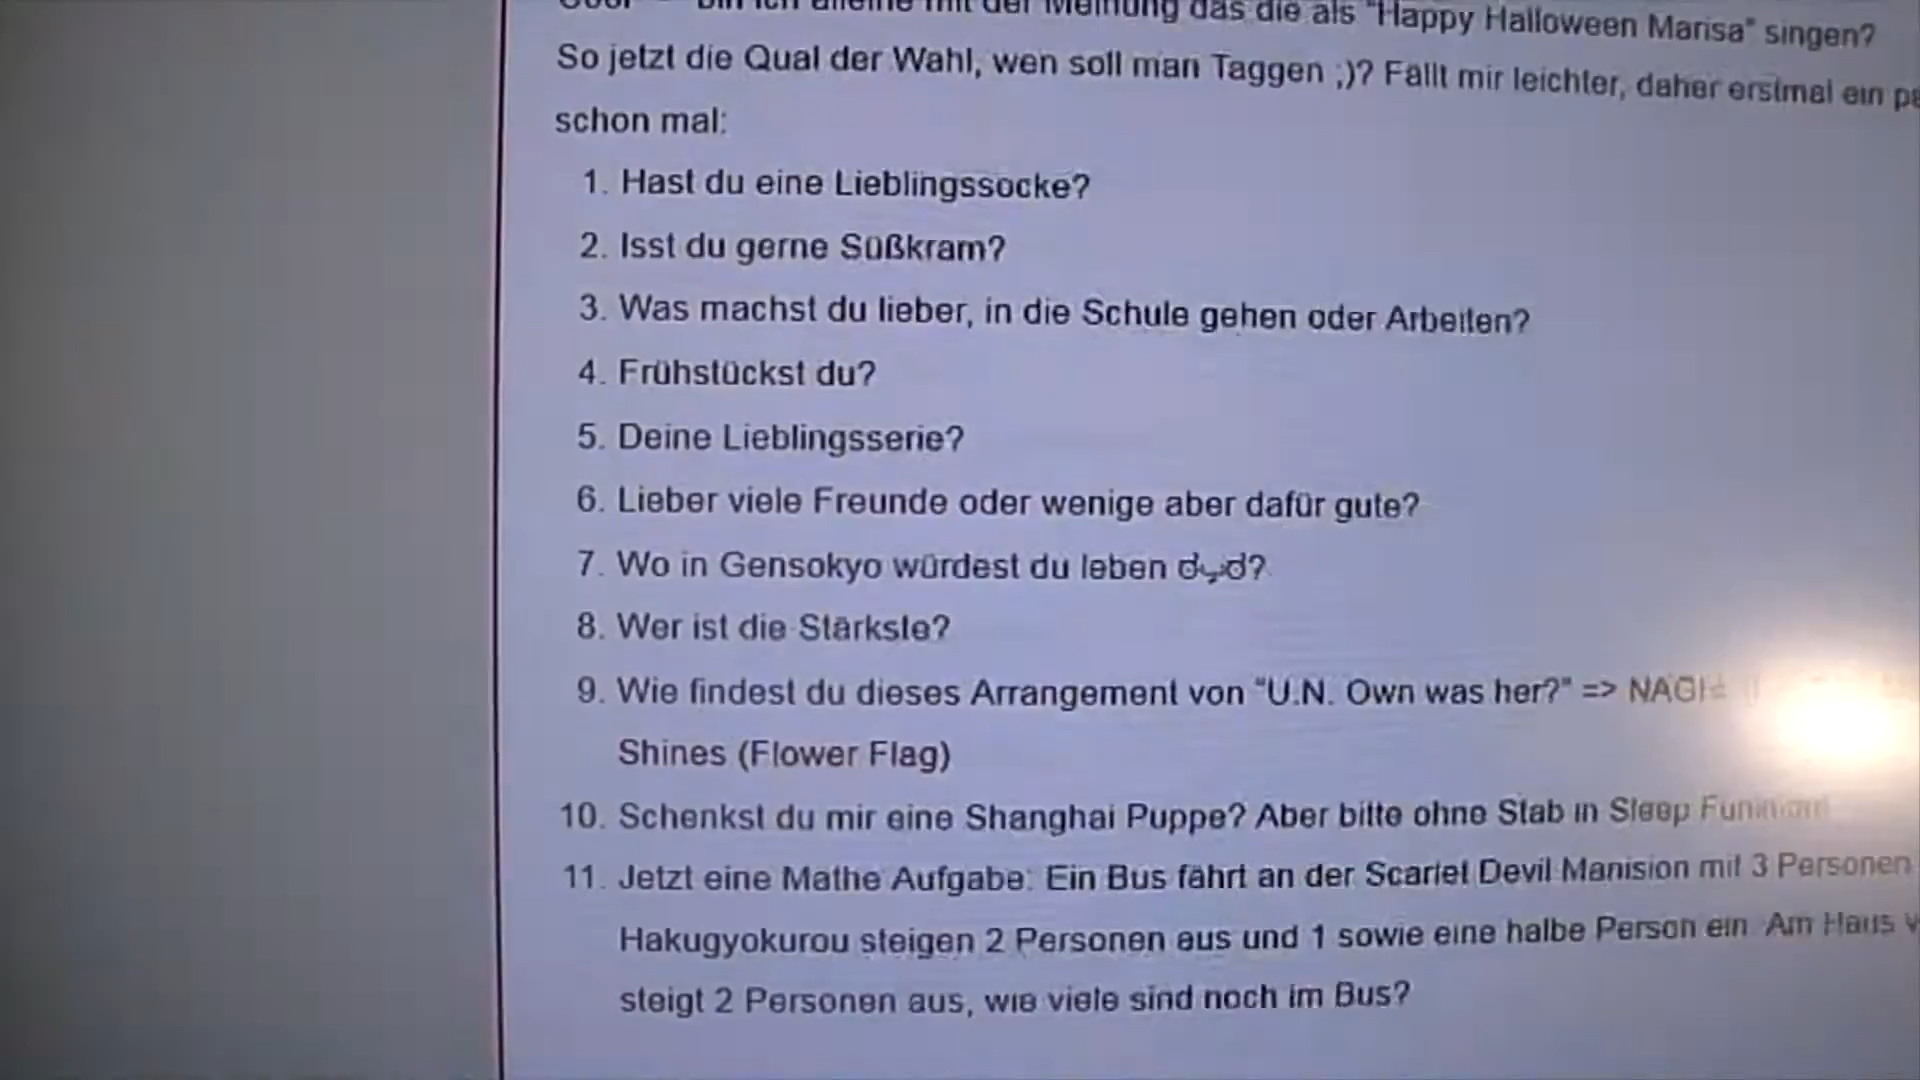 bin ich alleine mit der Meinung das die als "Happy Halloween Marisa" singen?
So jetzt die Qual der Wahl, wen soll man Taggen ;)? Fällt mir leichter, daher erstmal ein
schon mal:
1. Hast du eine Lieblingssocke?
2. Isst du gerne Süßkram?
3. Was machst du lieber, in die Schule gehen oder Arbeiten?
4. Frühstückst du?
5. Deine Lieblingsserie?
6. Lieber viele Freunde oder wenige aber dafür gute?
7. Wo in Gensokyo würdest du leben
8. Wer ist die Stärkste?
9. Wie findest du dieses Arrangement von "U.N. Own was her?" =>
Shines (Flower Flag)
10. Schenkst du mir eine Shanghai Puppe? Aber bitte ohne Stab in Sleep
11. Jetzt eine Mathe Aufgabe: Ein Bus fährt an der Scarlet Devil Manision mit 3 Personen
Hakugyokurou steigen 2 Personen aus und 1 sowie eine halbe Person ein. Am Haus
steigt 2 Personen aus, wie viele sind noch im Bus?